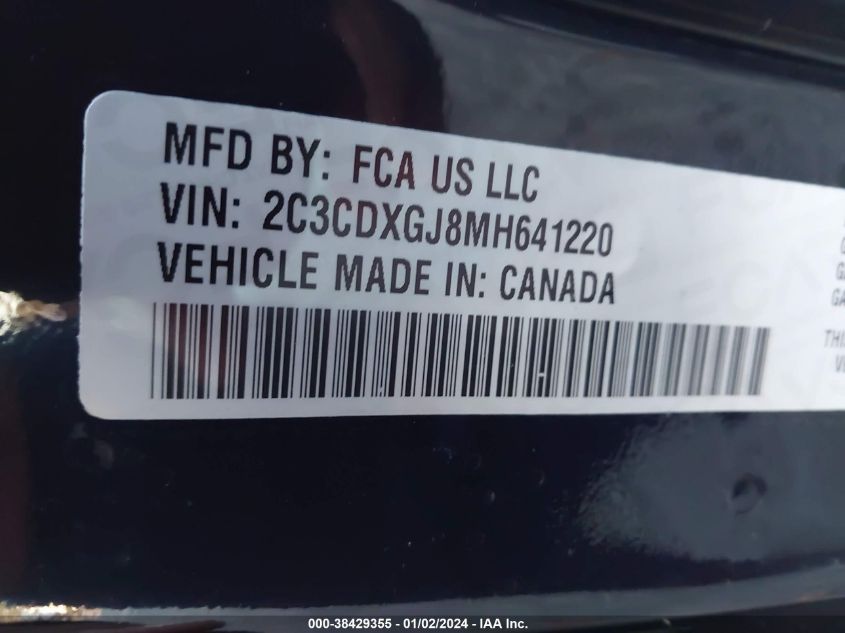 MFD BY: FCA US LLC
VIN: 2C3CDXGJ8MH641220
VEHICLE MADE IN: CANADA
000-38429355 - 01/02/2024 - IAA Inc.